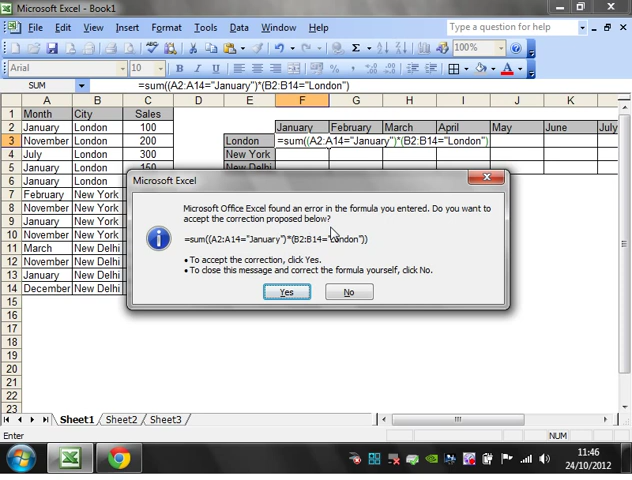 Microsoft Excel - Book1
File Edit View Insert Format Tools Data Window Help
Type a question for help
100%
Arial 10 B I U
SUM =sum((A2:A14="January")*(B2:B14="London")
A B C D E F G H I J K L
1 Month City Sales
2 January London 100 January February March April May June July
3 November London 200 London =sum((A2:A14="January")*(B2:B14="London")
4 July London 300 New York
5 January London 150 New Delhi
6 January London
7 February New York
8 November New York
9 January New York
10 November New York
11 March New Delhi
12 November New Delhi
13 January New Delhi
14 December New Delhi
15
16
17
18
19
20
21
22
23
Microsoft Excel
Microsoft Office Excel found an error in the formula you entered. Do you want to
accept the correction proposed below?
=sum((A2:A14="January")*(B2:B14="London"))
• To accept the correction, click Yes.
• To close this message and correct the formula yourself, click No.
Yes No
Sheet1 Sheet2 Sheet3
Enter NUM
11:46
24/10/2012